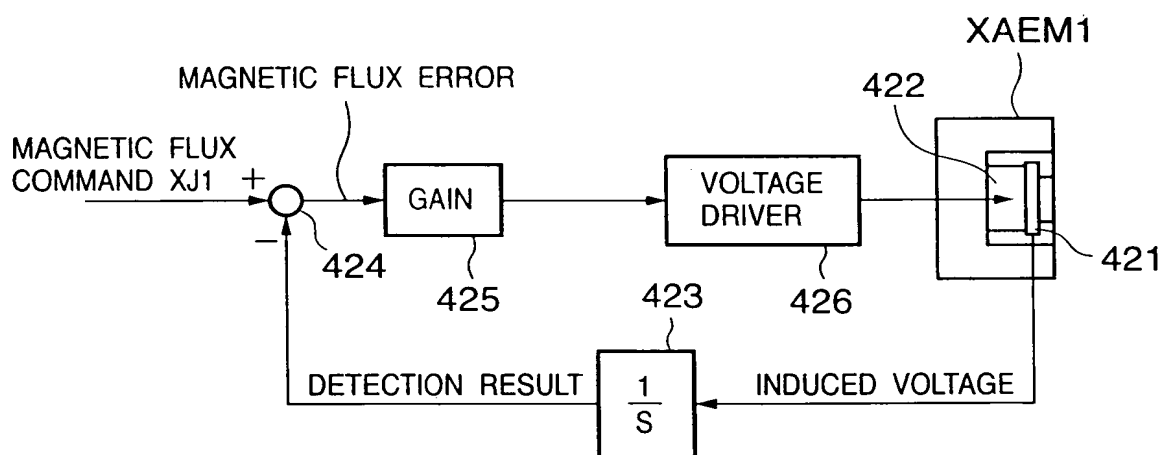 XAEM1
MAGNETIC FLUX ERROR
422
MAGNETIC FLUX
COMMAND XJ1
+
GAIN
VOLTAGE
DRIVER
−
424
425
426
421
423
DETECTION RESULT
1
S
INDUCED VOLTAGE